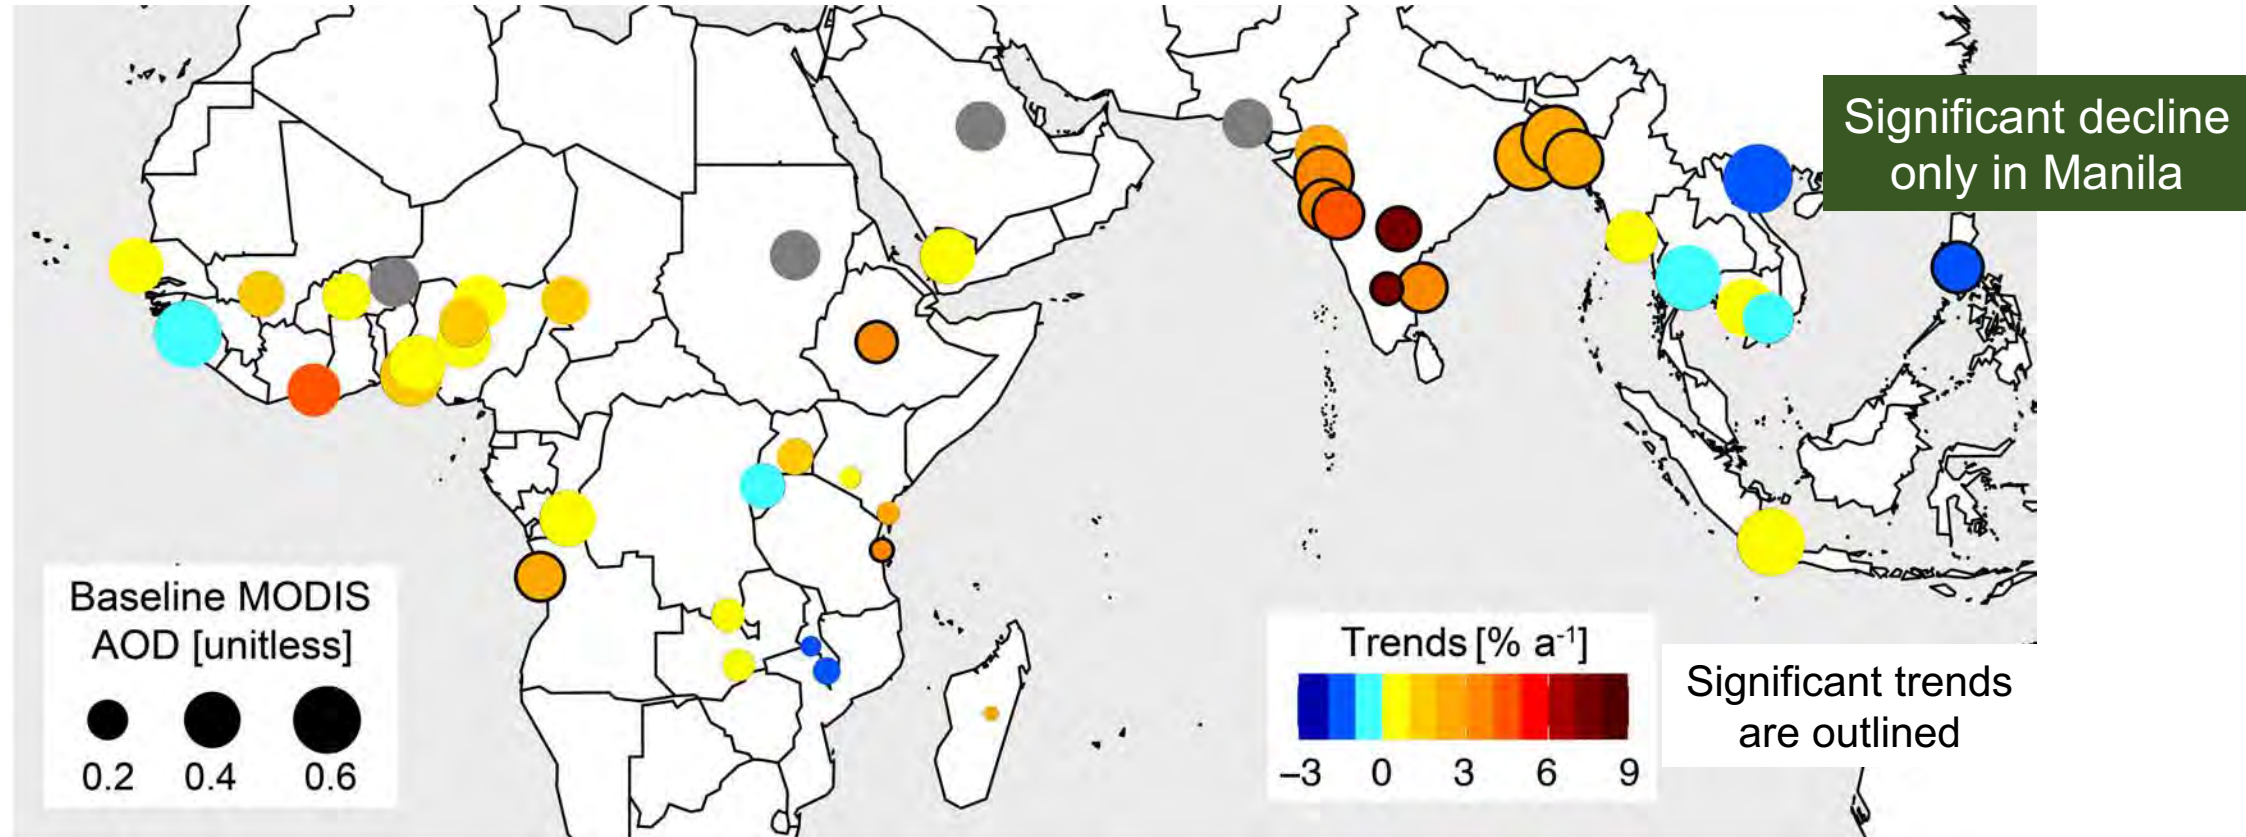 Significant decline
only in Manila
Baseline MODIS
AOD [unitless]
0.2 0.4 0.6
Trends [% a⁻¹]
–3 0 3 6 9
Significant trends
are outlined